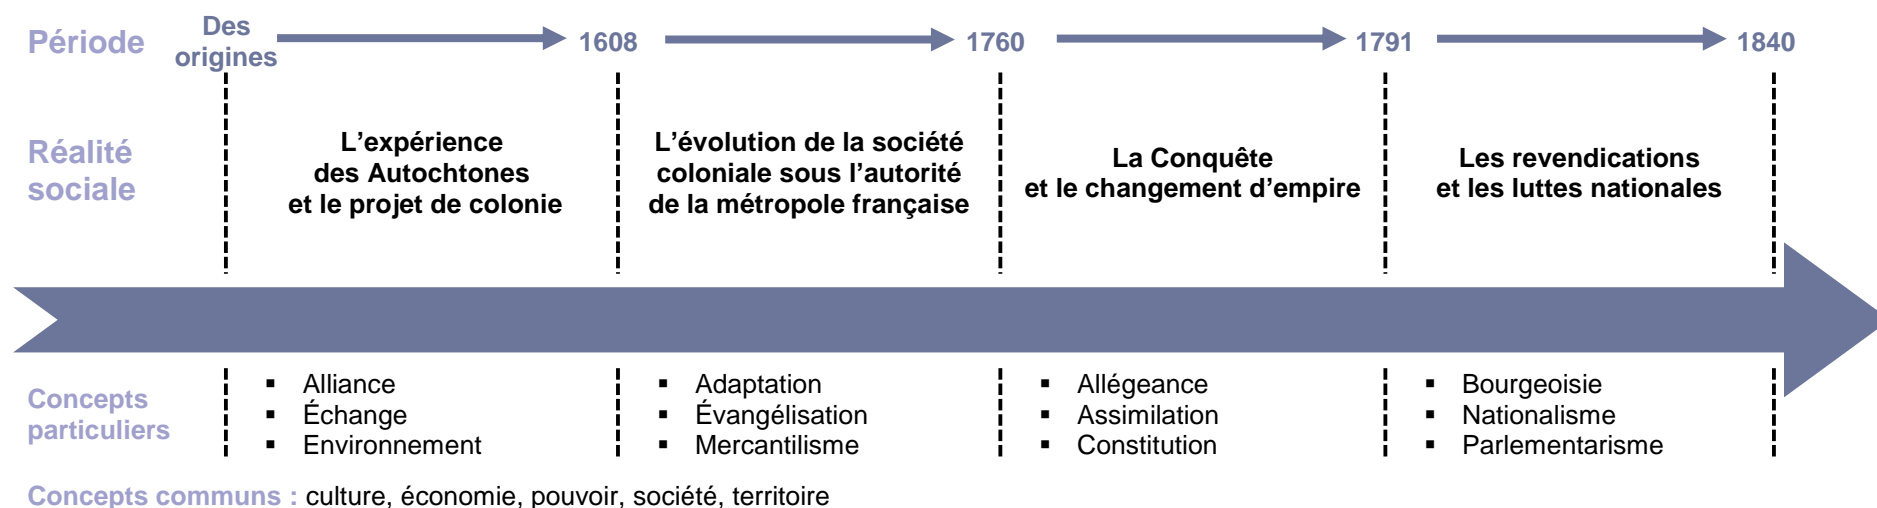 Période
Des
origines
1608
1760
1791
1840
Réalité
sociale
L'expérience
des Autochtones
et le projet de colonie
L'évolution de la société
coloniale sous l'autorité
de la métropole française
La Conquête
et le changement d'empire
Les revendications
et les luttes nationales
Concepts
particuliers
▪ Alliance
▪ Échange
▪ Environnement
▪ Adaptation
▪ Évangélisation
▪ Mercantilisme
▪ Allégeance
▪ Assimilation
▪ Constitution
▪ Bourgeoisie
▪ Nationalisme
▪ Parlementarisme
Concepts communs : culture, économie, pouvoir, société, territoire